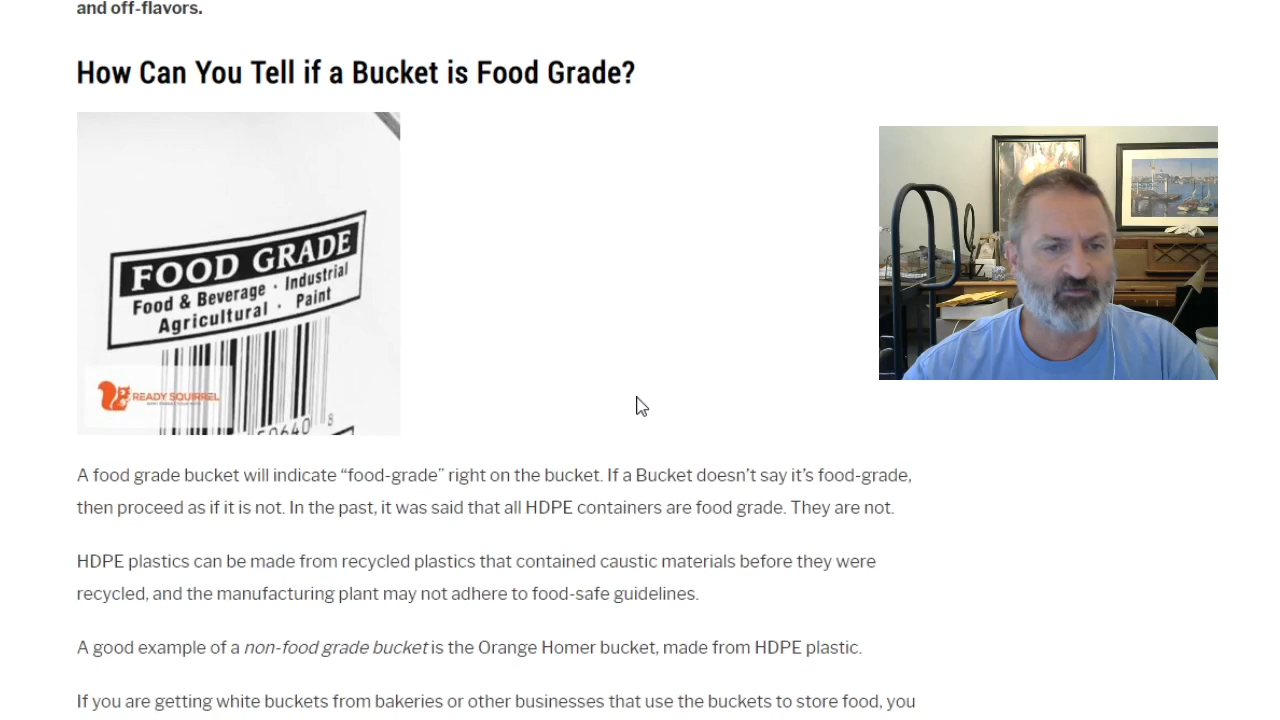 and off-flavors.
How Can You Tell if a Bucket is Food Grade?
FOOD GRADE
Food & Beverage · Industrial
Agricultural · Paint
READY SQUIRREL
50640 8
A food grade bucket will indicate “food-grade” right on the bucket. If a Bucket doesn’t say it’s food-grade,
then proceed as if it is not. In the past, it was said that all HDPE containers are food grade. They are not.
HDPE plastics can be made from recycled plastics that contained caustic materials before they were
recycled, and the manufacturing plant may not adhere to food-safe guidelines.
A good example of a non-food grade bucket is the Orange Homer bucket, made from HDPE plastic.
If you are getting white buckets from bakeries or other businesses that use the buckets to store food, you